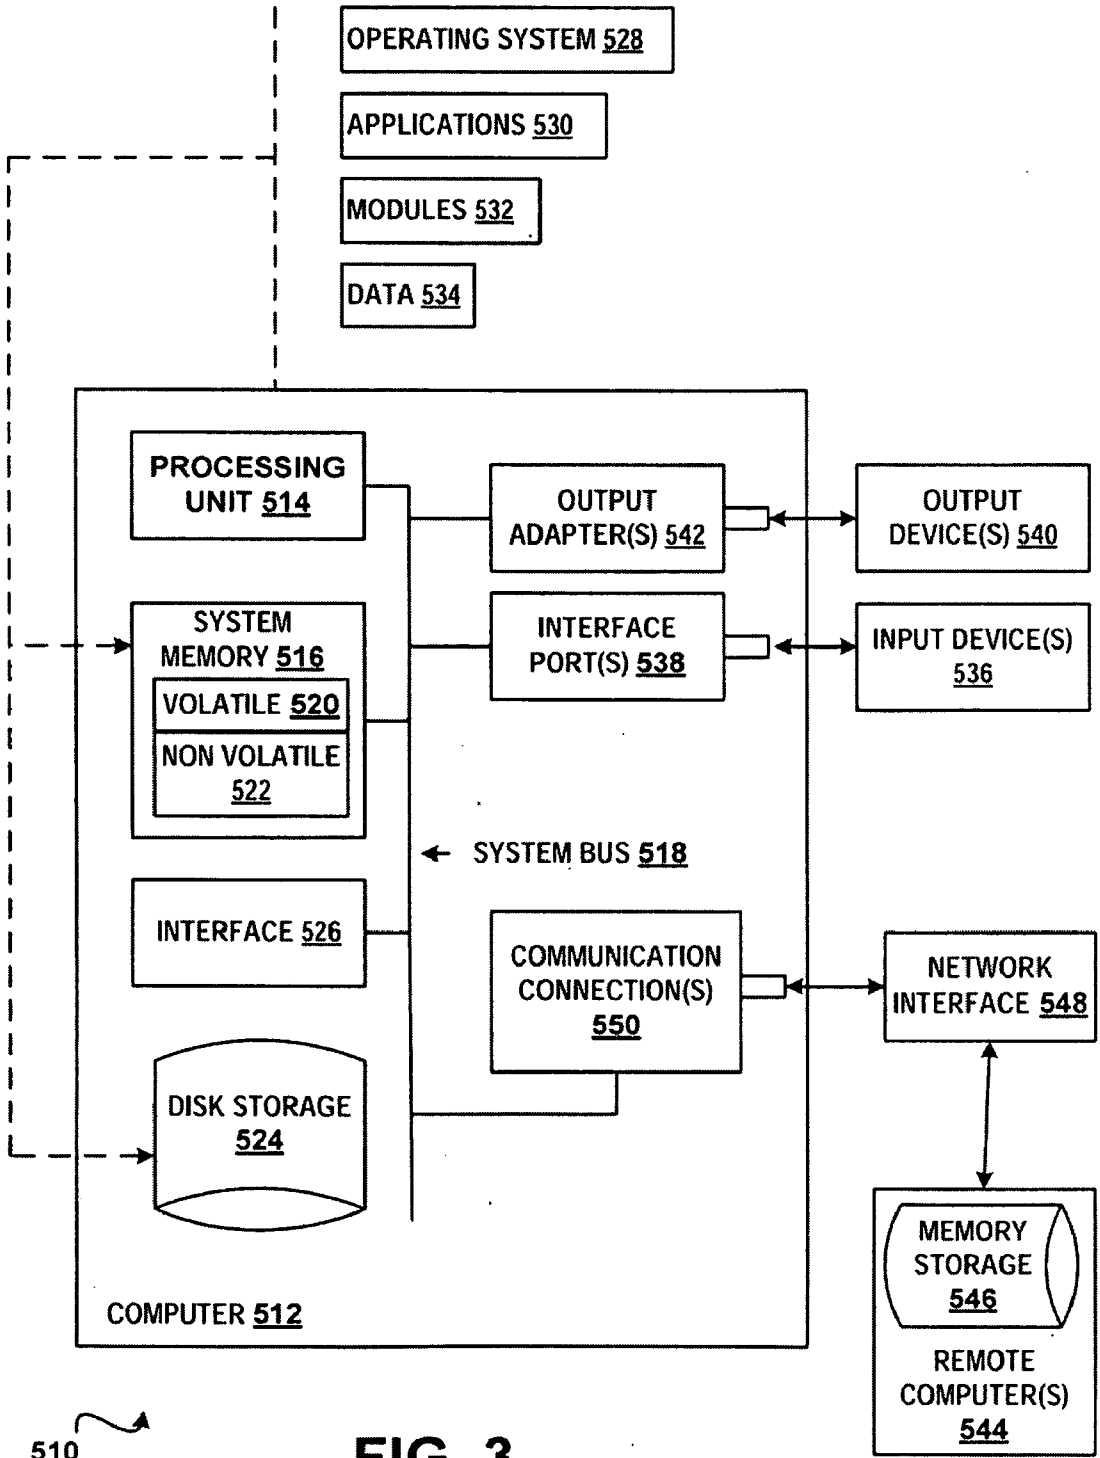 OPERATING SYSTEM 528
APPLICATIONS 530
MODULES 532
DATA 534
PROCESSING
UNIT 514
OUTPUT
ADAPTER(S) 542
OUTPUT
DEVICE(S) 540
SYSTEM
MEMORY 516
VOLATILE 520
NON VOLATILE
522
INTERFACE
PORT(S) 538
INPUT DEVICE(S)
536
SYSTEM BUS 518
INTERFACE 526
COMMUNICATION
CONNECTION(S)
550
NETWORK
INTERFACE 548
DISK STORAGE
524
MEMORY
STORAGE
546
REMOTE
COMPUTER(S)
544
COMPUTER 512
510
FIG. 3